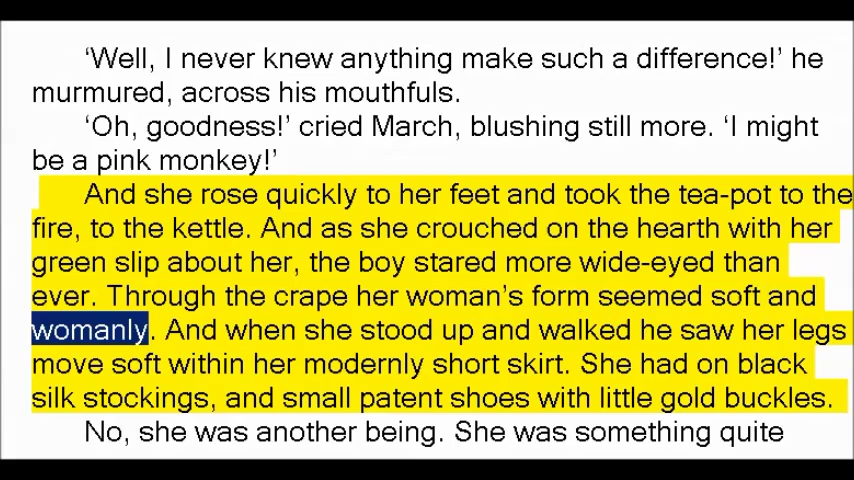 ‘Well, I never knew anything make such a difference!’ he
murmured, across his mouthfuls.
‘Oh, goodness!’ cried March, blushing still more. ‘I might
be a pink monkey!’
And she rose quickly to her feet and took the tea-pot to the
fire, to the kettle. And as she crouched on the hearth with her
green slip about her, the boy stared more wide-eyed than
ever. Through the crape her woman’s form seemed soft and
womanly. And when she stood up and walked he saw her legs
move soft within her modernly short skirt. She had on black
silk stockings, and small patent shoes with little gold buckles.
No, she was another being. She was something quite